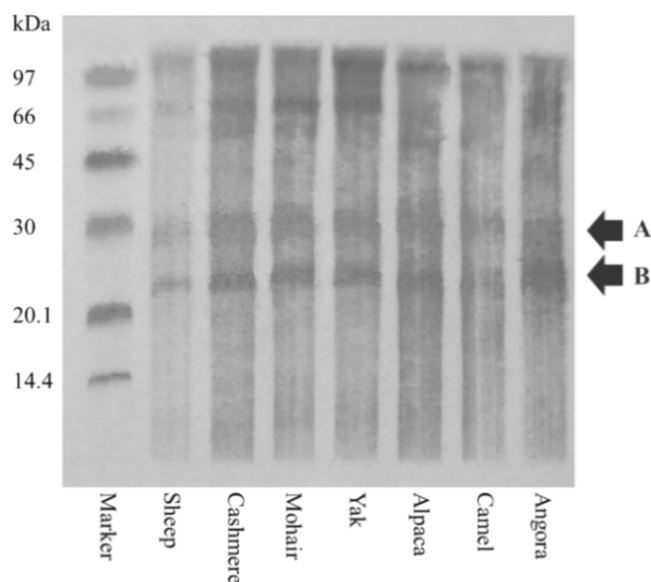 kDa
97
66
45
30
20.1
14.4
A
B
Marker
Sheep
Cashmere
Mohair
Yak
Alpaca
Camel
Angora